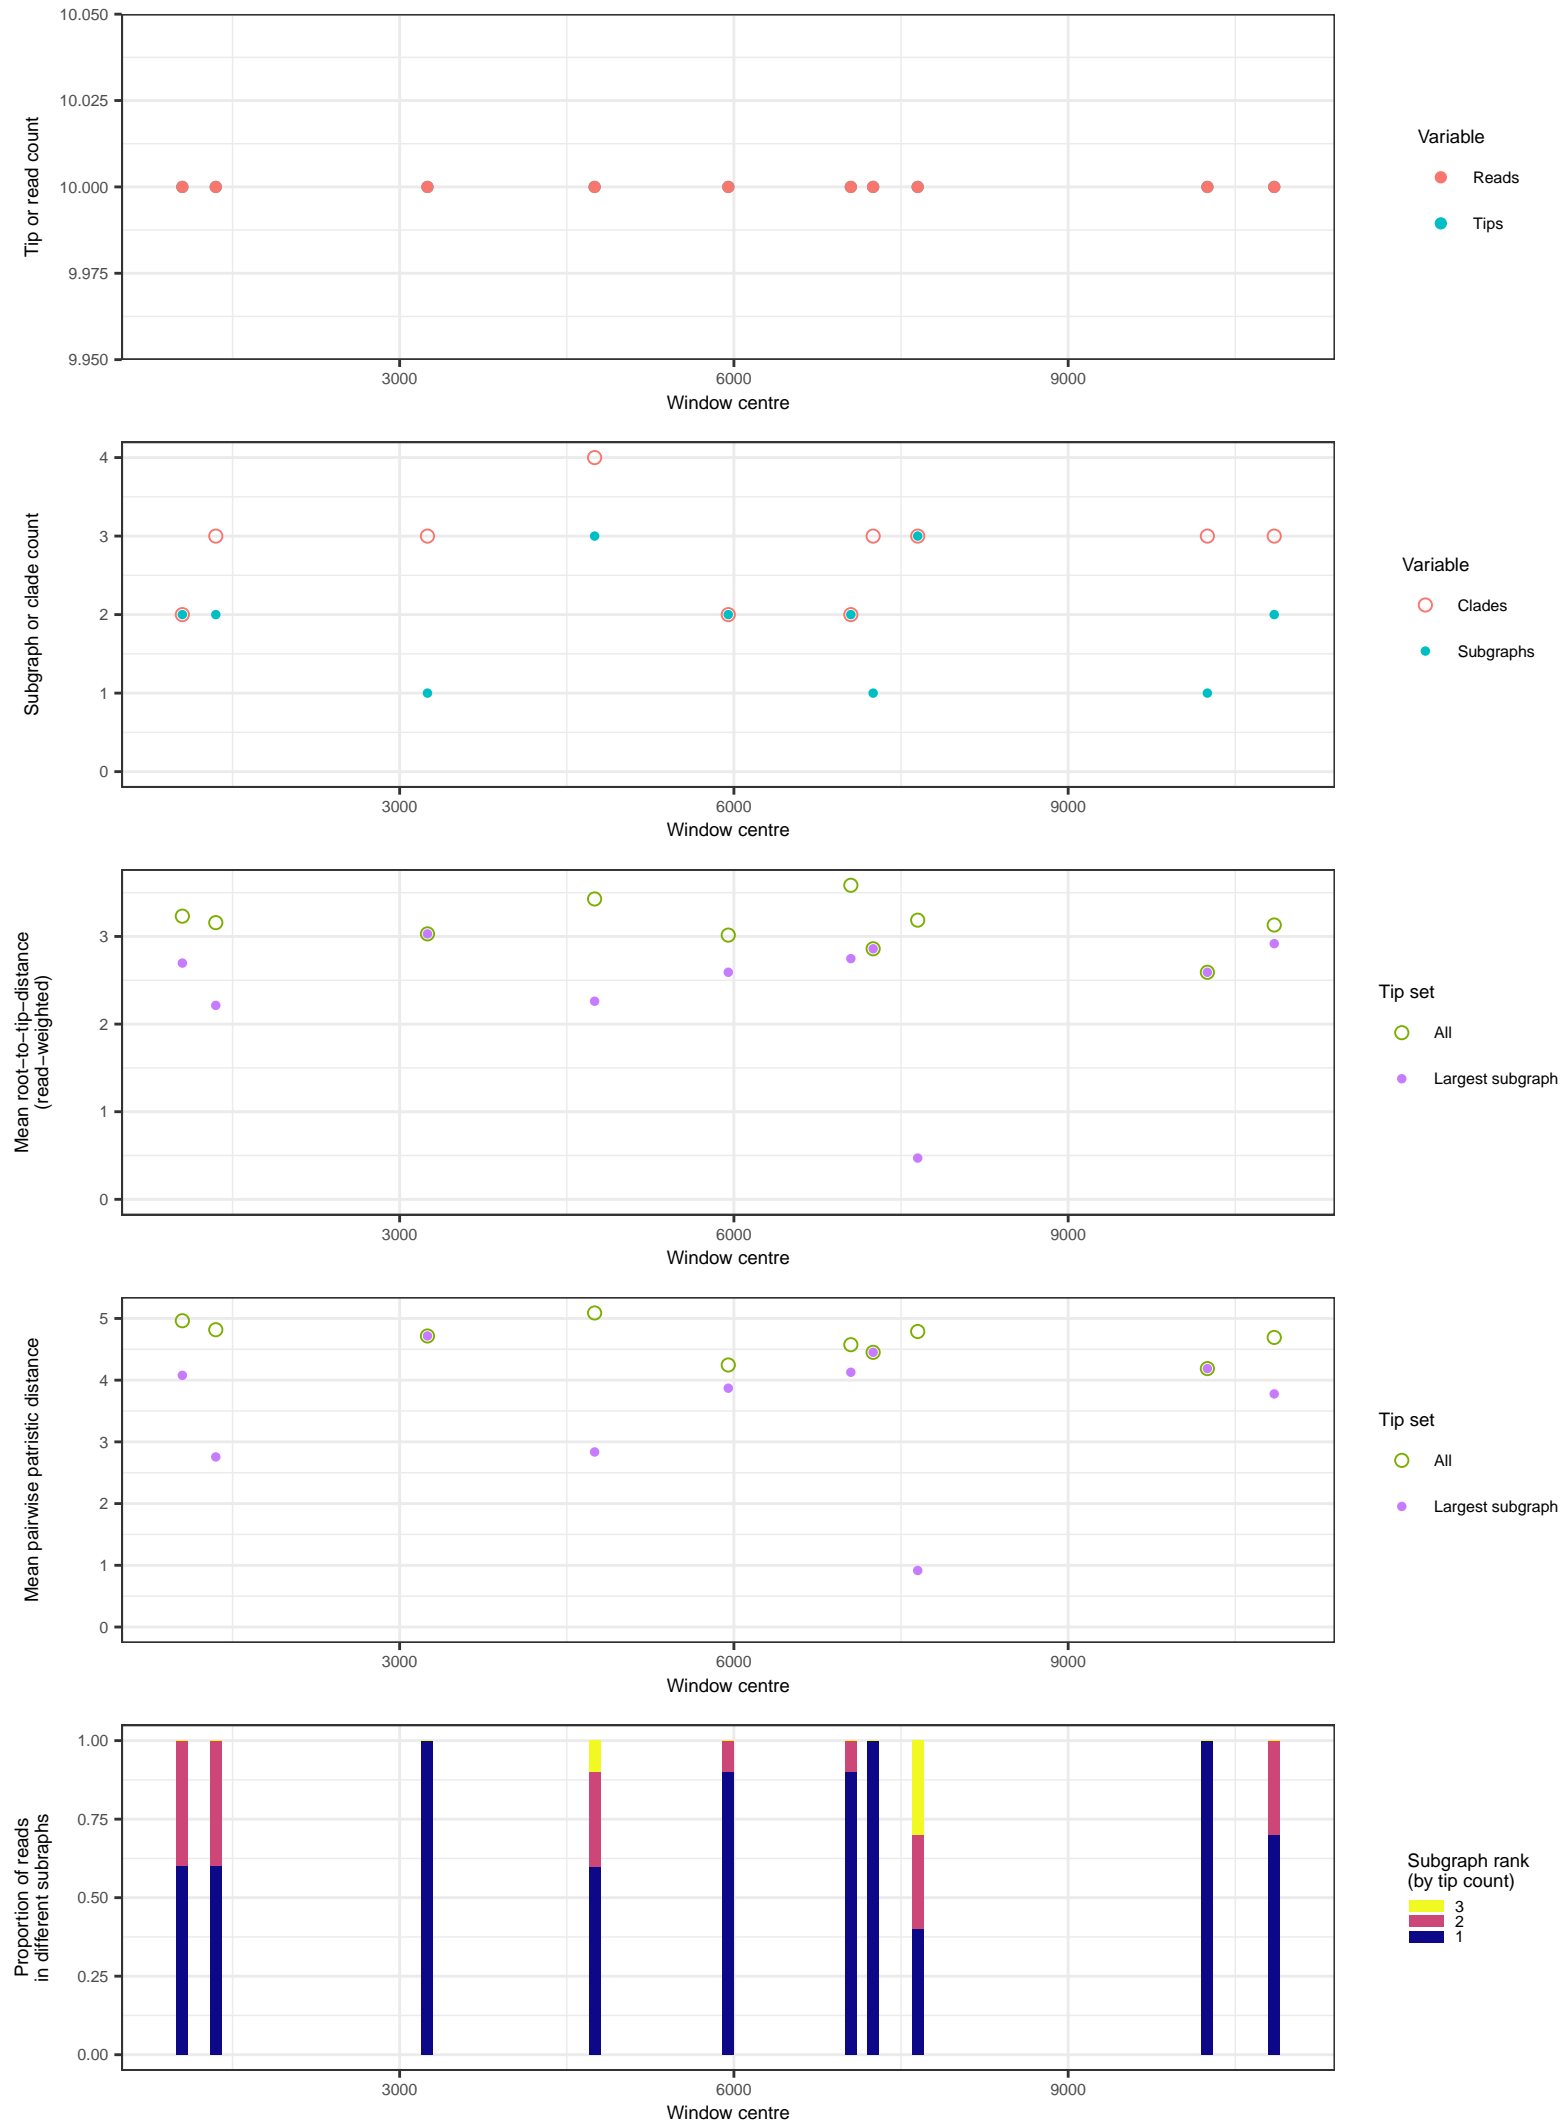 10.050
10.025
10.000
9.975
9.950
Tip or read count
3000 6000 9000
Window centre
Variable
Reads
Tips
4
3
2
1
0
Subgraph or clade count
3000 6000 9000
Window centre
Variable
Clades
Subgraphs
3
2
1
0
Mean root−to−tip−distance
(read−weighted)
3000 6000 9000
Window centre
Tip set
All
Largest subgraph
5
4
3
2
1
0
Mean pairwise patristic distance
3000 6000 9000
Window centre
Tip set
All
Largest subgraph
1.00
0.75
0.50
0.25
0.00
Proportion of reads
in different subraphs
3000 6000 9000
Window centre
Subgraph rank
(by tip count)
3
2
1